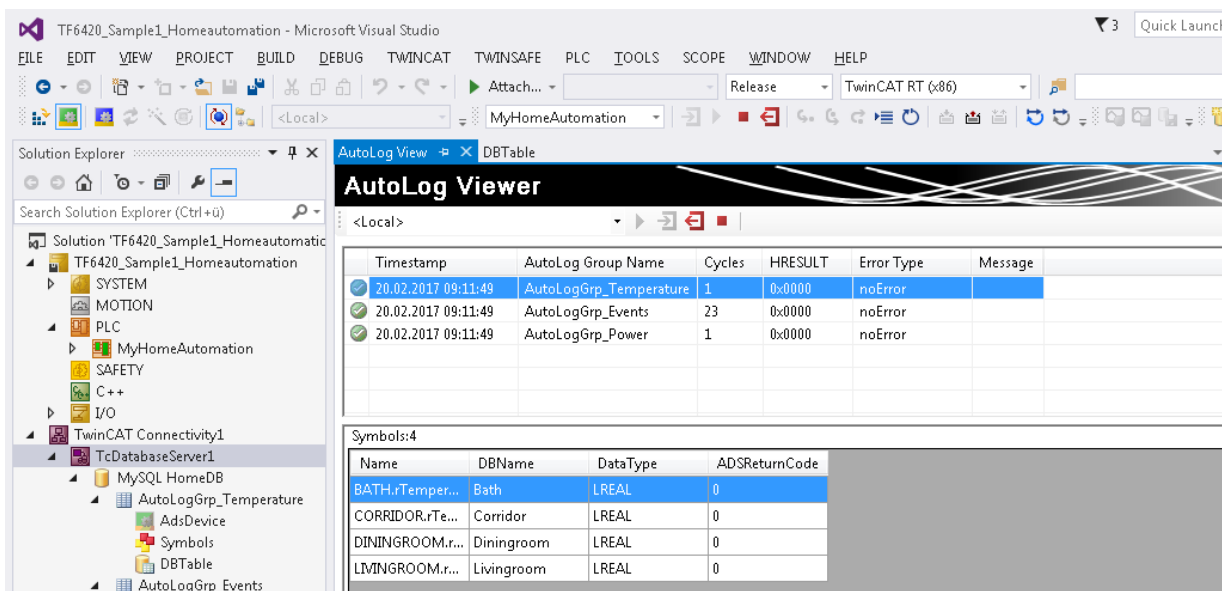 TF6420_Sample1_Homeautomation - Microsoft Visual Studio
3 Quick Launch
FILE EDIT VIEW PROJECT BUILD DEBUG TWINCAT TWINSAFE PLC TOOLS SCOPE WINDOW HELP
Attach... Release TwinCAT RT (x86)
<Local> MyHomeAutomation
Solution Explorer
AutoLog View DBTable
AutoLog Viewer
Search Solution Explorer (Ctrl+ü)
<Local>
Solution 'TF6420_Sample1_Homeautomatic
TF6420_Sample1_Homeautomation
SYSTEM
MOTION
PLC
MyHomeAutomation
SAFETY
C++
I/O
TwinCAT Connectivity1
TcDatabaseServer1
MySQL HomeDB
AutoLogGrp_Temperature
AdsDevice
Symbols
DBTable
AutoLogGrp_Events
Timestamp AutoLog Group Name Cycles HRESULT Error Type Message
20.02.2017 09:11:49 AutoLogGrp_Temperature 1 0x0000 noError
20.02.2017 09:11:49 AutoLogGrp_Events 23 0x0000 noError
20.02.2017 09:11:49 AutoLogGrp_Power 1 0x0000 noError
Symbols:4
Name DBName DataType ADSReturnCode
BATH.rTemper... Bath LREAL 0
CORRIDOR.rTe... Corridor LREAL 0
DININGROOM.r... Diningroom LREAL 0
LIVINGROOM.r... Livingroom LREAL 0